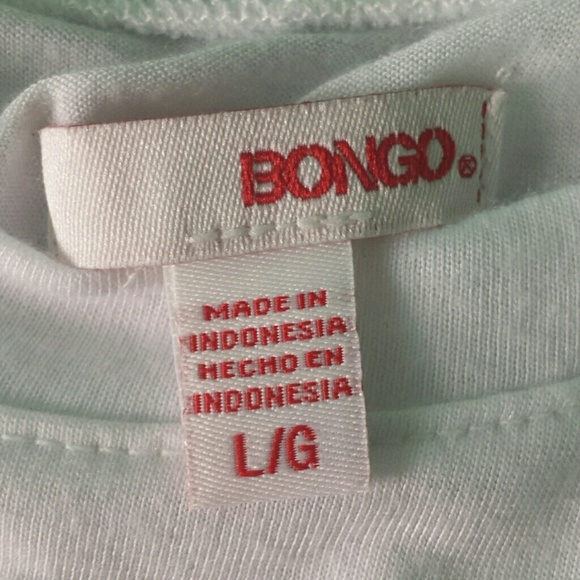 BONGO®
MADE IN
INDONESIA
HECHO EN
INDONESIA
L/G